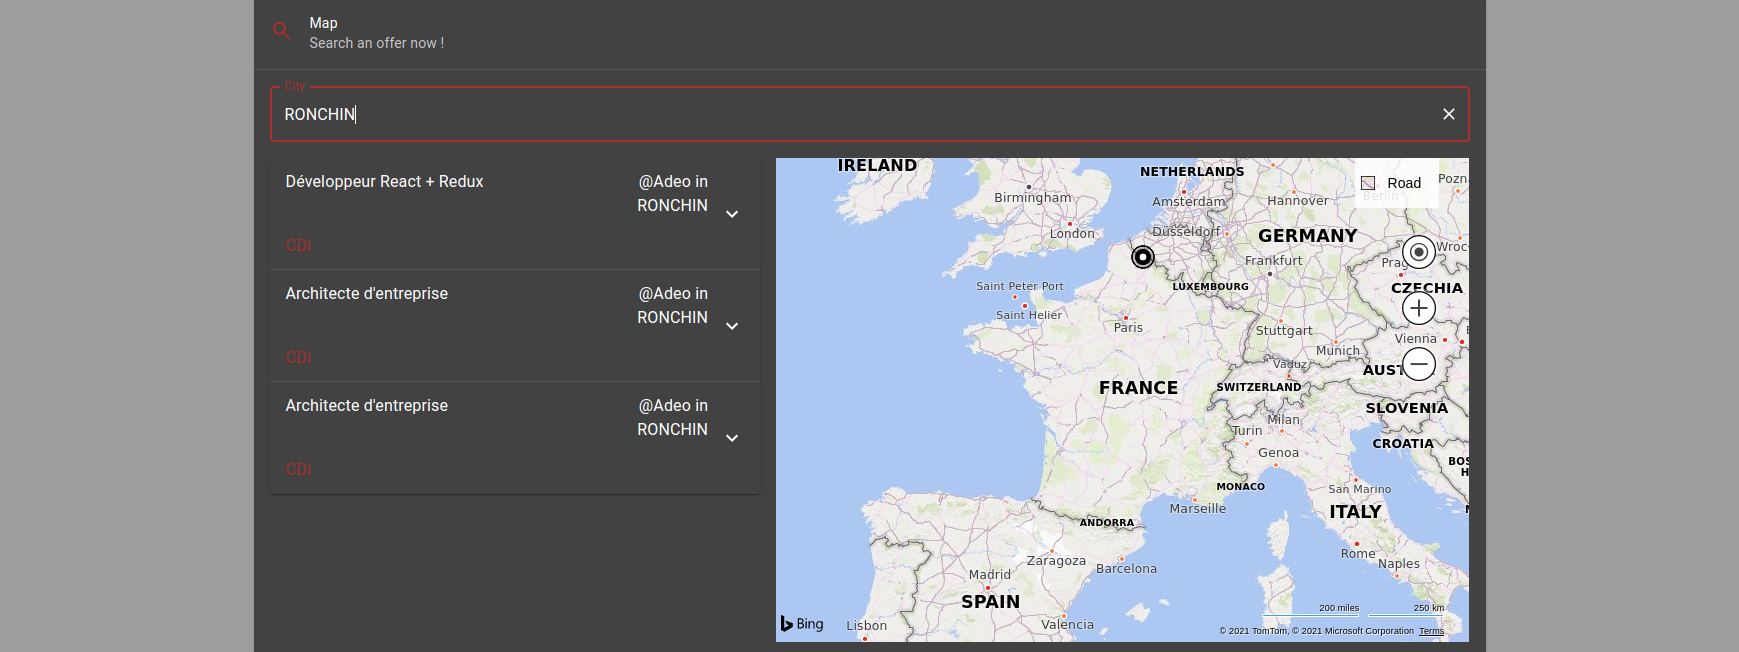 Map
Search an offer now !
City
RONCHIN
Développeur React + Redux
@Adeo in
RONCHIN
CDI
Architecte d'entreprise
@Adeo in
RONCHIN
CDI
Architecte d'entreprise
@Adeo in
RONCHIN
CDI
IRELAND
NETHERLANDS
Road
Pozn
Birmingham
Amsterdam
Hannover
Berlin
London
Düsseldorf
GERMANY
Wroc
Frankfurt
Prag
Saint Peter Port
LUXEMBOURG
CZECHIA
Saint Helier
Paris
Stuttgart
Vienna
Munich
Vaduz
AUST
FRANCE
SWITZERLAND
SLOVENIA
Milan
Turin
CROATIA
Genoa
BOS
H
MONACO
San Marino
Marseille
ITALY
ANDORRA
Rome
Zaragoza
Naples
Barcelona
Madrid
SPAIN
200 miles
250 km
Bing
Lisbon
Valencia
© 2021 TomTom, © 2021 Microsoft Corporation Terms